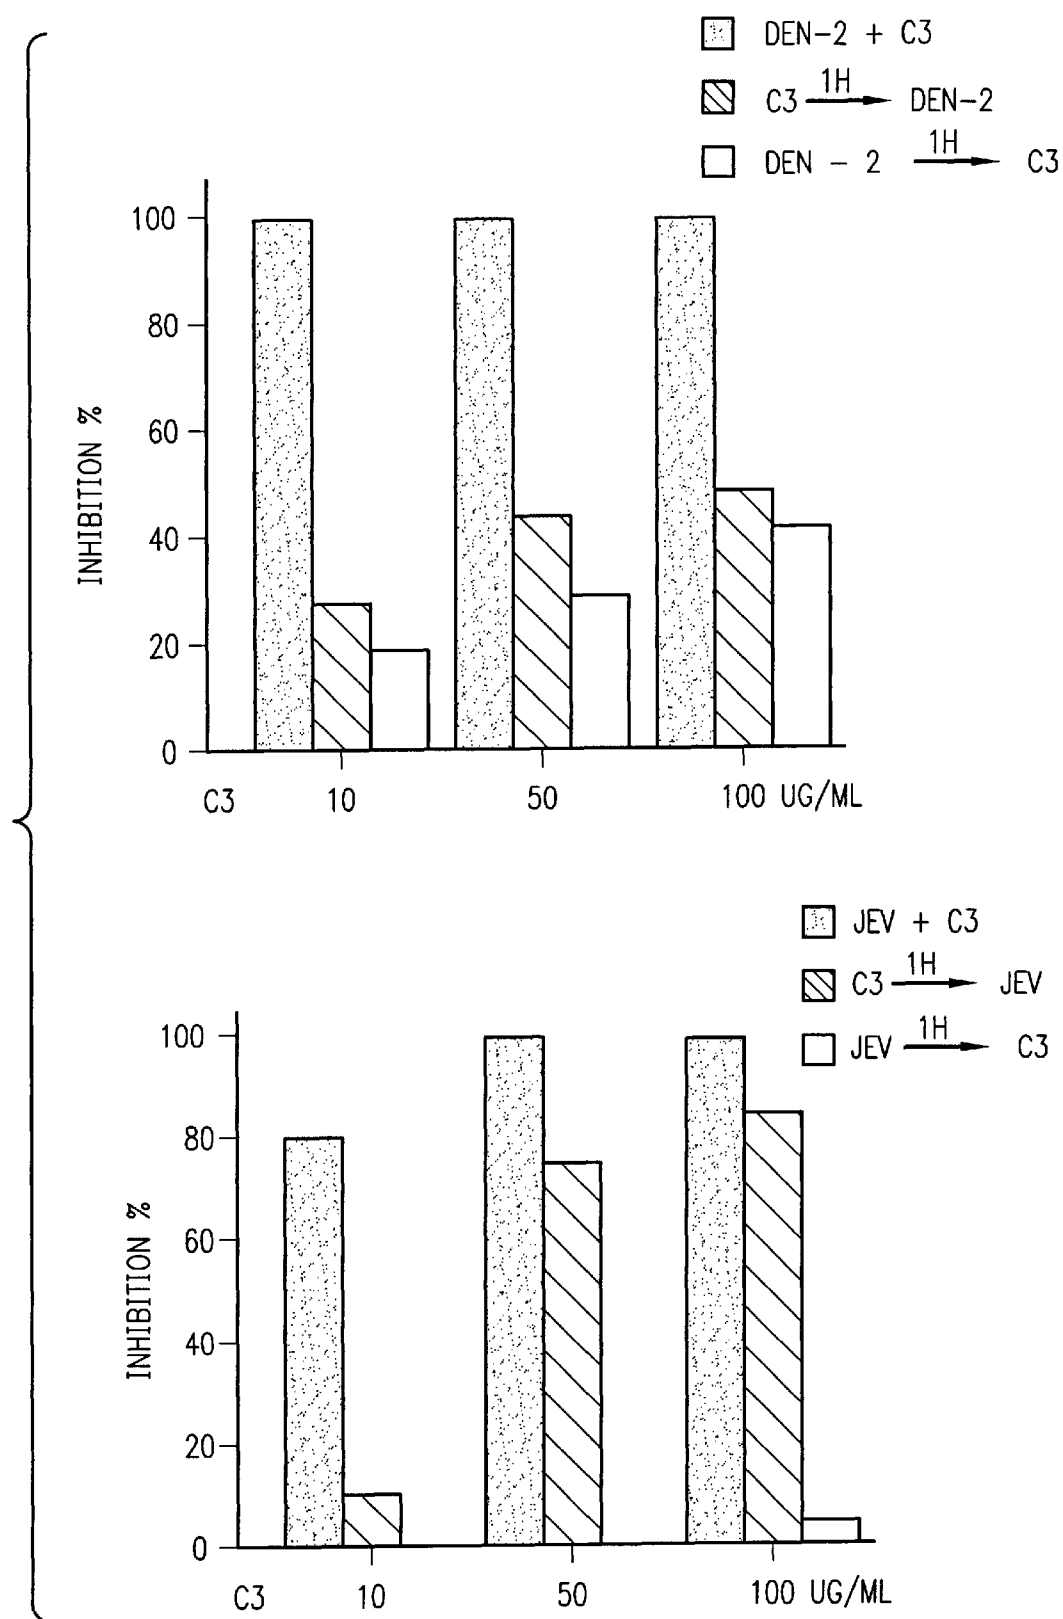 DEN-2 + C3
C3 1H DEN-2
DEN - 2 1H C3
100
80
60
40
20
0
INHIBITION %
C3 10 50 100 UG/ML
JEV + C3
C3 1H JEV
JEV 1H C3
100
80
60
40
20
0
INHIBITION %
C3 10 50 100 UG/ML